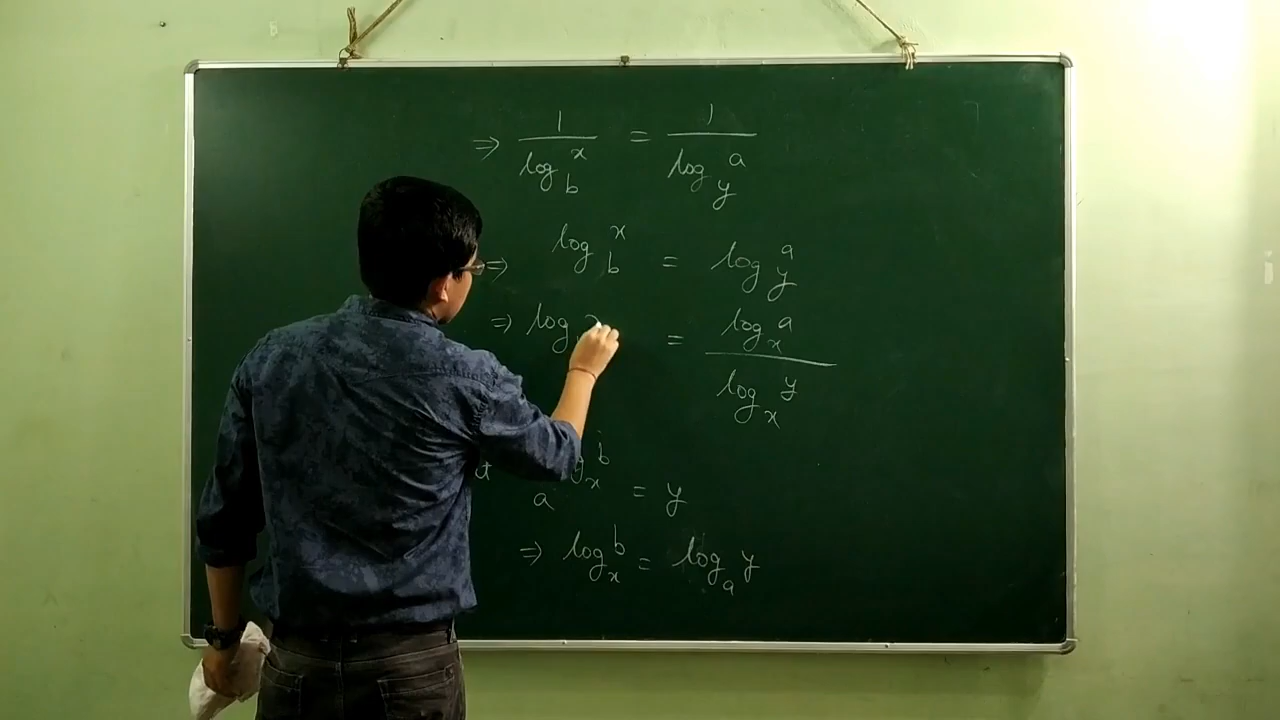 ⇒ 1/log_b x = 1/log_y a
⇒ log_b x = log_y a
⇒ log = log_x a / log_x y
a^{log_x b} = y
⇒ log_x b = log_a y